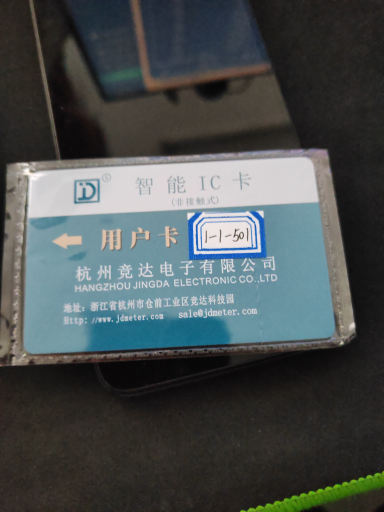 JD ®
智能 IC 卡
(非接触式)
用户卡
1-1-501
杭州竞达电子有限公司
HANGZHOU JINGDA ELECTRONIC CO.,LTD
地址: 浙江省杭州市仓前工业区竞达科技园
Http: //www.jdmeter.com sale@jdmeter.com